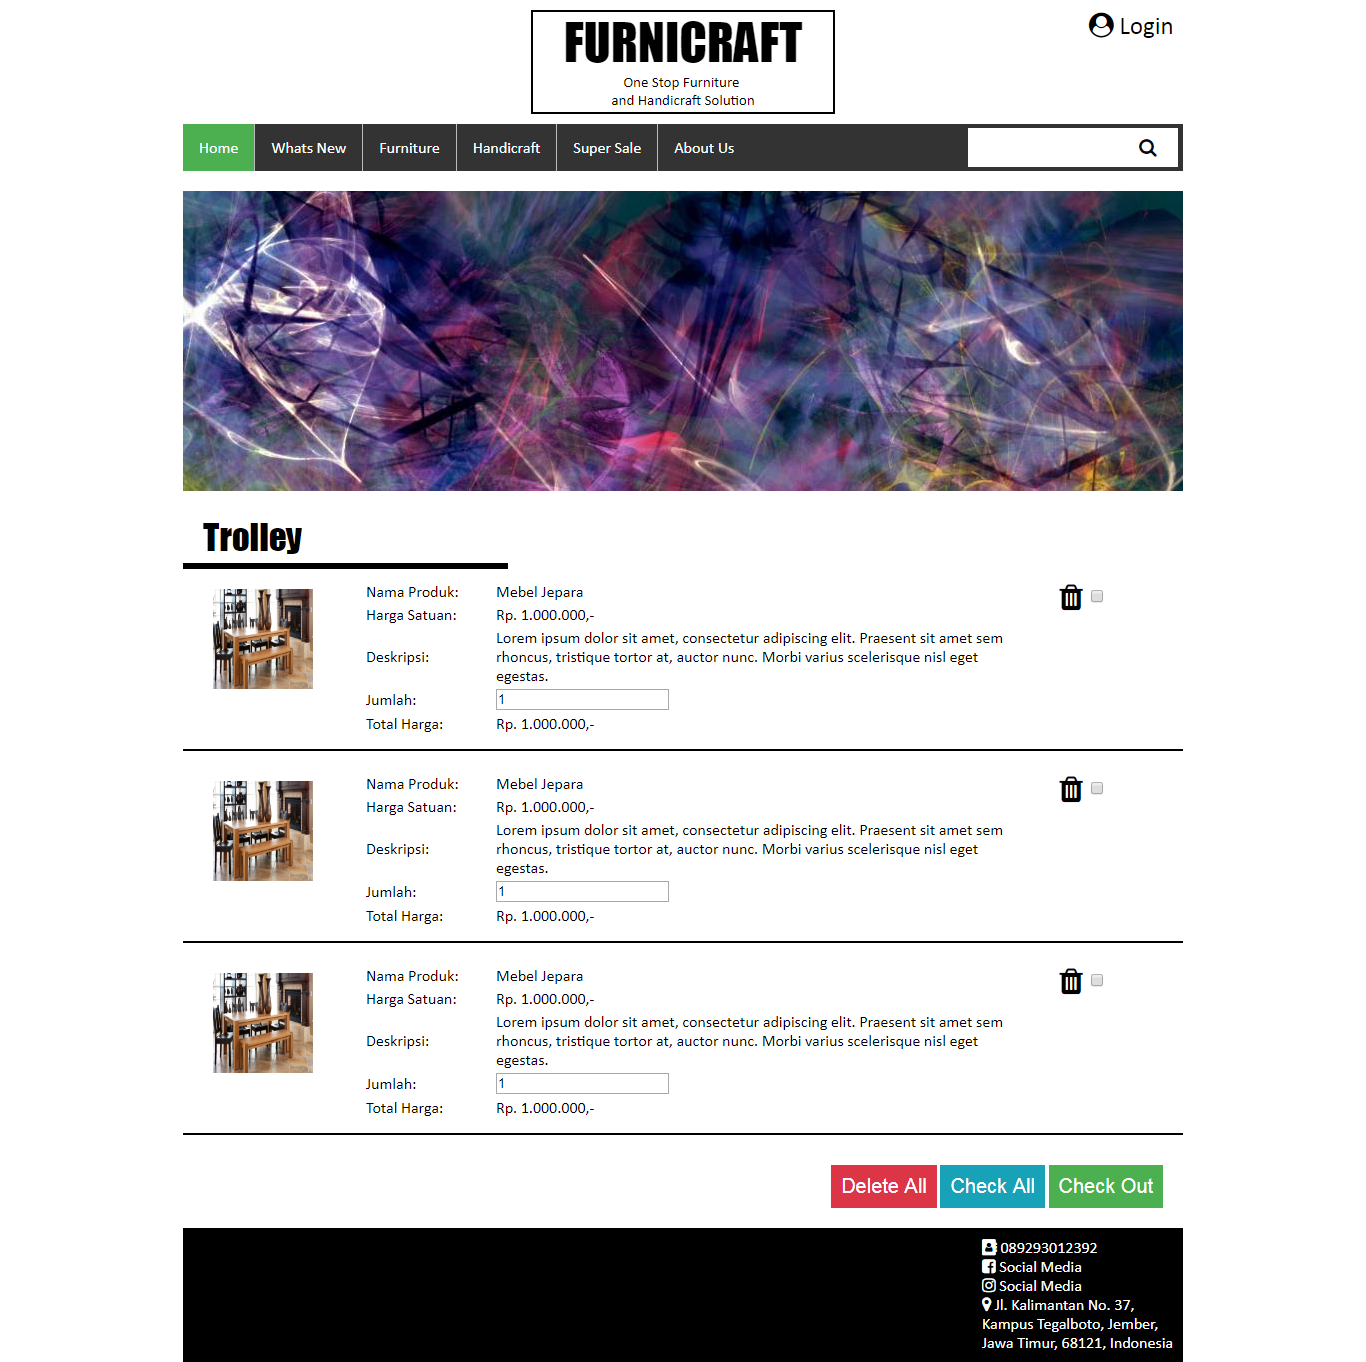 FURNICRAFT
One Stop Furniture
and Handicraft Solution
Login
Home Whats New Furniture Handicraft Super Sale About Us
Trolley
Nama Produk: Mebel Jepara
Harga Satuan: Rp. 1.000.000,-
Deskripsi: Lorem ipsum dolor sit amet, consectetur adipiscing elit. Praesent sit amet sem
rhoncus, tristique tortor at, auctor nunc. Morbi varius scelerisque nisl eget
egestas.
Jumlah: 1
Total Harga: Rp. 1.000.000,-
Nama Produk: Mebel Jepara
Harga Satuan: Rp. 1.000.000,-
Deskripsi: Lorem ipsum dolor sit amet, consectetur adipiscing elit. Praesent sit amet sem
rhoncus, tristique tortor at, auctor nunc. Morbi varius scelerisque nisl eget
egestas.
Jumlah: 1
Total Harga: Rp. 1.000.000,-
Nama Produk: Mebel Jepara
Harga Satuan: Rp. 1.000.000,-
Deskripsi: Lorem ipsum dolor sit amet, consectetur adipiscing elit. Praesent sit amet sem
rhoncus, tristique tortor at, auctor nunc. Morbi varius scelerisque nisl eget
egestas.
Jumlah: 1
Total Harga: Rp. 1.000.000,-
Delete All Check All Check Out
089293012392
Social Media
Social Media
Jl. Kalimantan No. 37,
Kampus Tegalboto, Jember,
Jawa Timur, 68121, Indonesia